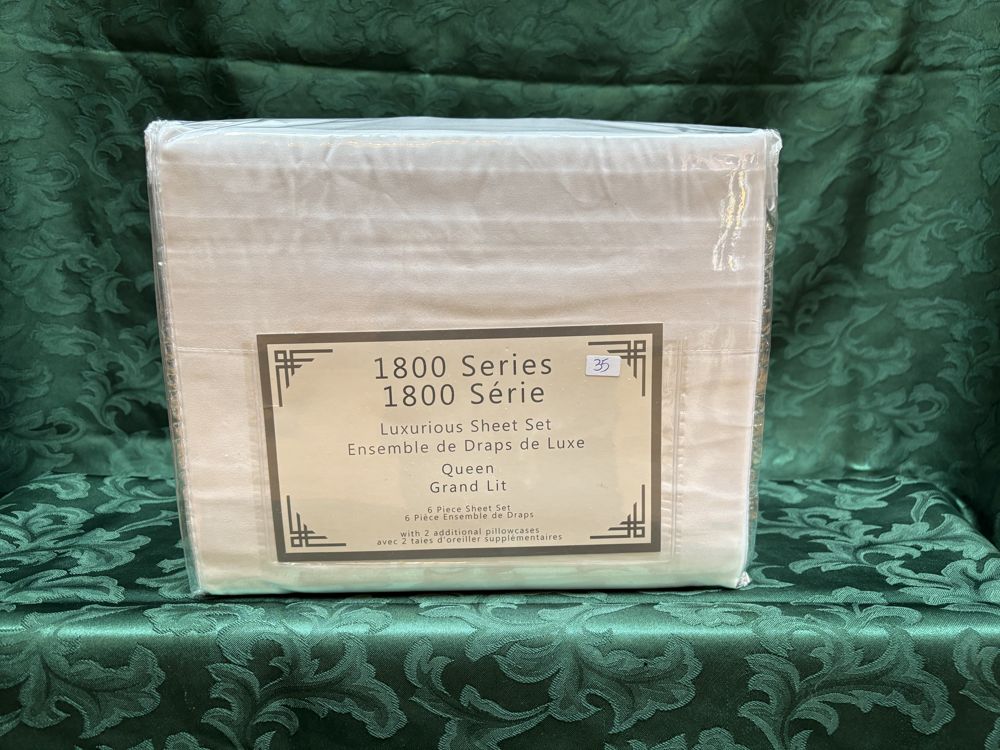 1800 Series
35
1800 Série
Luxurious Sheet Set
Ensemble de Draps de Luxe
Queen
Grand Lit
6 Piece Sheet Set
6 Pièce Ensemble de Draps
with 2 additional pillowcases
avec 2 taies d'oreiller supplémentaires